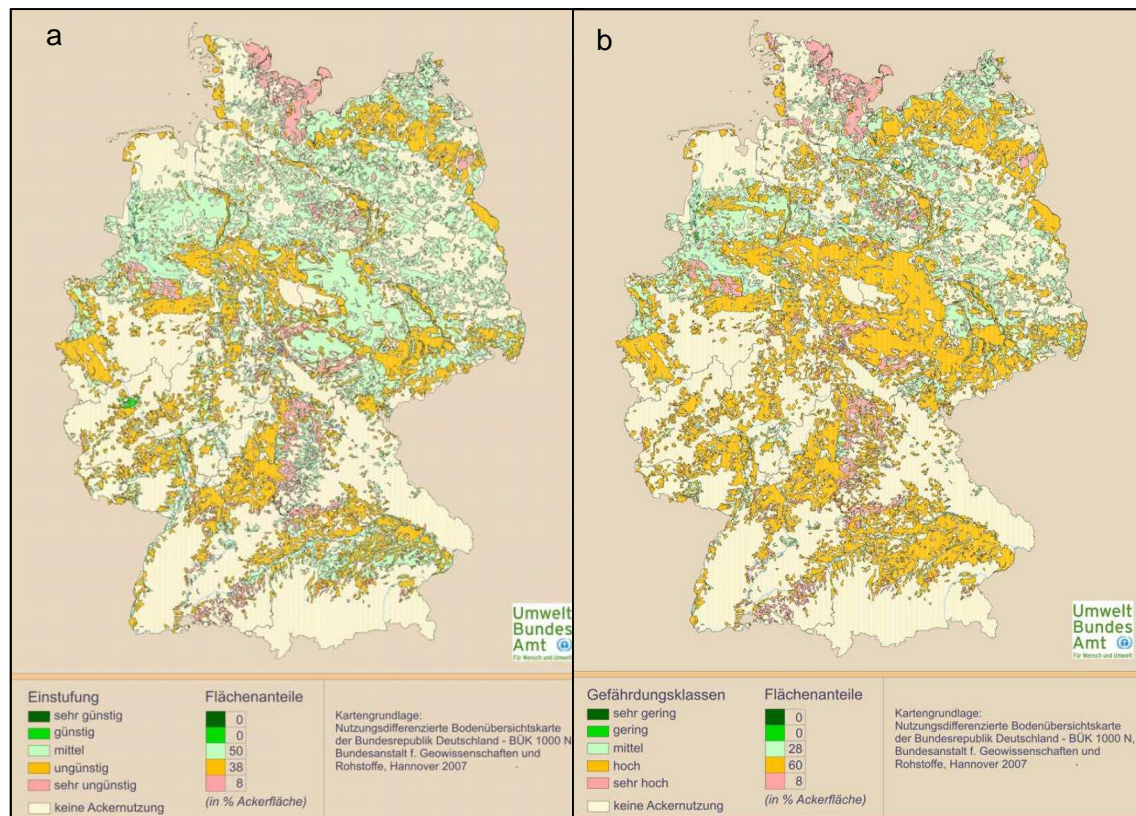 a
Umwelt
Bundes
Amt
Für Mensch und Umwelt
Einstufung
sehr günstig
günstig
mittel
ungünstig
sehr ungünstig
keine Ackernutzung
Flächenanteile
0
0
50
38
8
(in % Ackerfläche)
Kartengrundlage:
Nutzungsdifferenzierte Bodenübersichtskarte
der Bundesrepublik Deutschland - BÜK 1000 N,
Bundesanstalt f. Geowissenschaften und
Rohstoffe, Hannover 2007
b
Umwelt
Bundes
Amt
Für Mensch und Umwelt
Gefährdungsklassen
sehr gering
gering
mittel
hoch
sehr hoch
keine Ackernutzung
Flächenanteile
0
0
28
60
8
(in % Ackerfläche)
Kartengrundlage:
Nutzungsdifferenzierte Bodenübersichtskarte
der Bundesrepublik Deutschland - BÜK 1000 N,
Bundesanstalt f. Geowissenschaften und
Rohstoffe, Hannover 2007